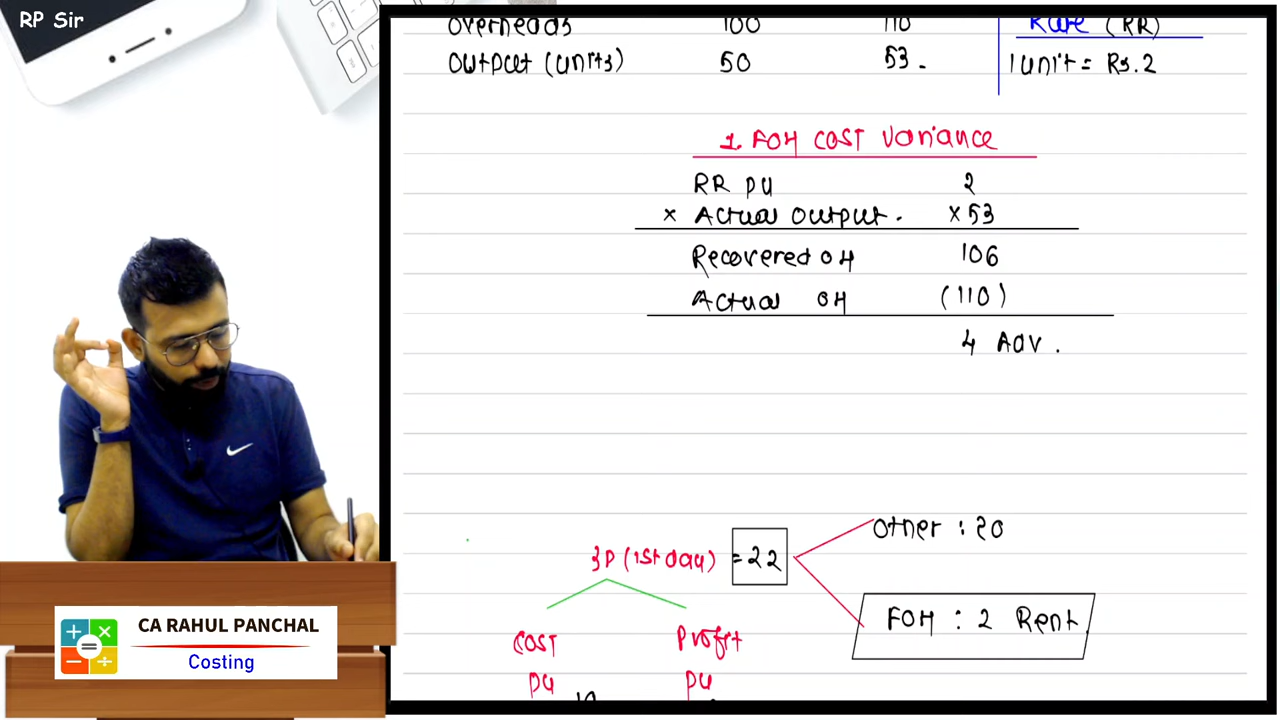 RP Sir
Overheads 100 110
Rate (RR)
Output (units) 50 53
1 unit = Rs. 2
1. FOH COST Variance
RR PU 2
× Actual output. ×53
Recovered OH 106
Actual OH (110)
4 Adv.
Other : 20
SP (1st day) = 22
FOH : 2 Rent
COST Profit
PU PU
CA RAHUL PANCHAL
Costing